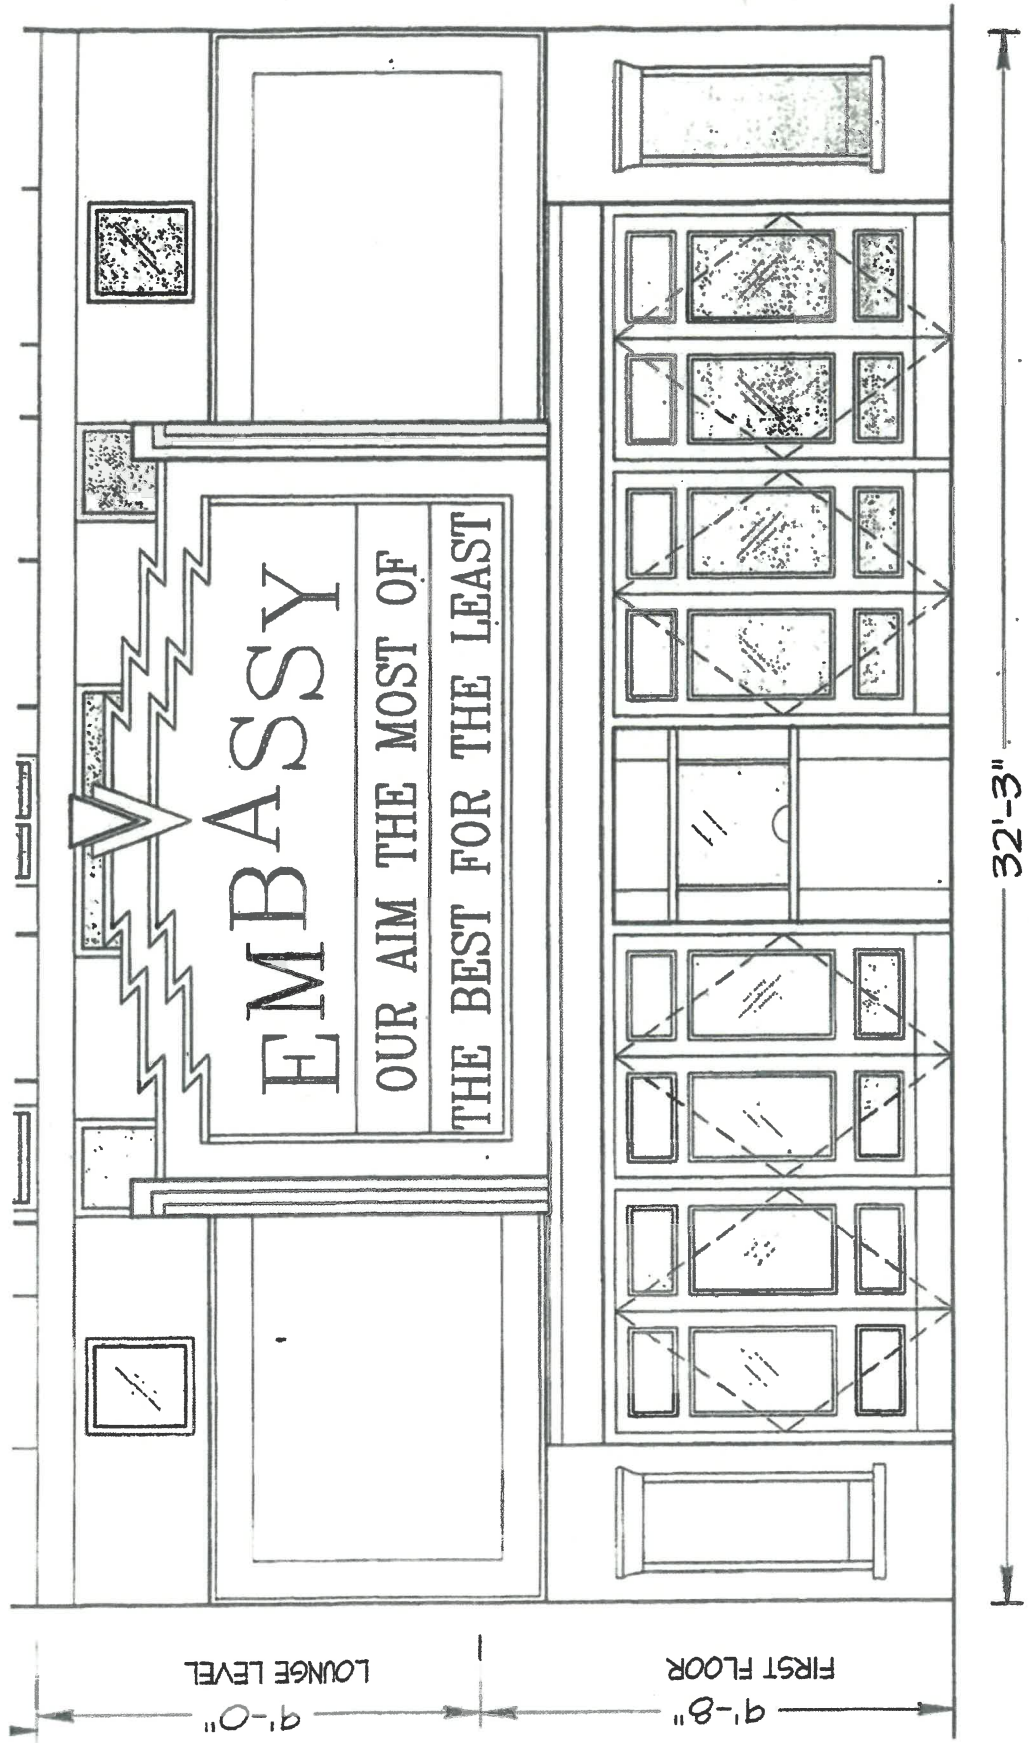 EMBASSY
OUR AIM THE MOST OF
THE BEST FOR THE LEAST
LOUNGE LEVEL
9'-0"
FIRST FLOOR
9'-8"
32'-3"